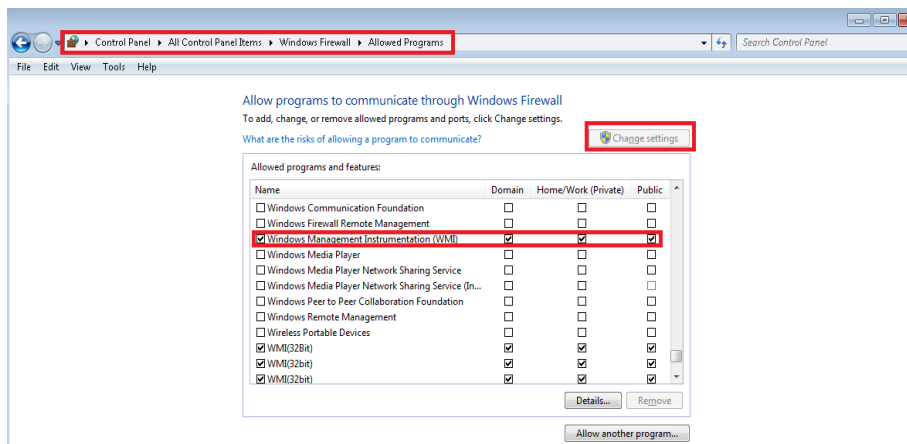 Control Panel ▸ All Control Panel Items ▸ Windows Firewall ▸ Allowed Programs
Search Control Panel
File Edit View Tools Help
Allow programs to communicate through Windows Firewall
To add, change, or remove allowed programs and ports, click Change settings.
What are the risks of allowing a program to communicate?
Change settings
Allowed programs and features:
Name Domain Home/Work (Private) Public
Windows Communication Foundation
Windows Firewall Remote Management
Windows Management Instrumentation (WMI)
Windows Media Player
Windows Media Player Network Sharing Service
Windows Media Player Network Sharing Service (In...
Windows Peer to Peer Collaboration Foundation
Windows Remote Management
Wireless Portable Devices
WMI(32Bit)
WMI(32bit)
WMI(32bit)
Details... Remove
Allow another program...